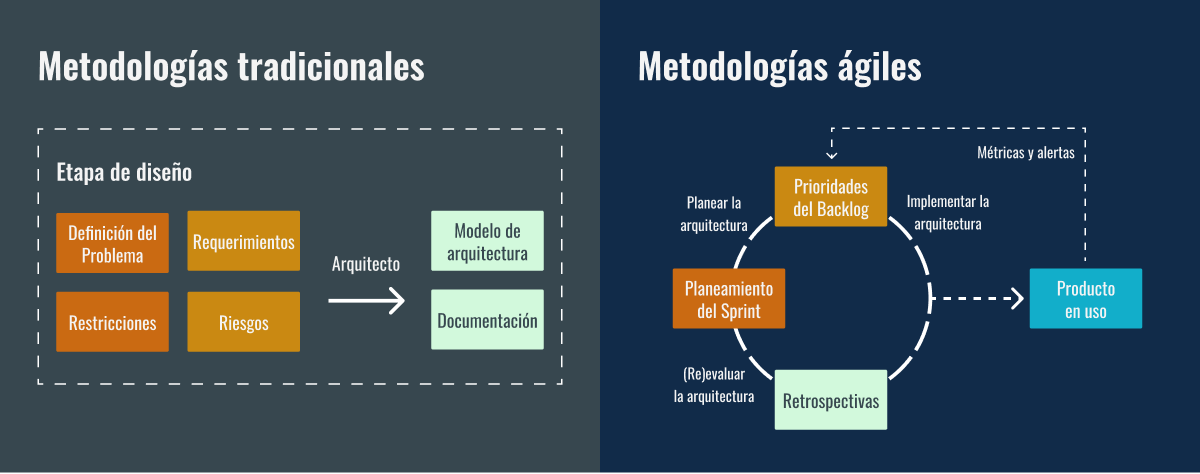 Metodologías tradicionales
Etapa de diseño
Definición del
Problema
Requerimientos
Restricciones
Riesgos
Arquitecto
Modelo de
arquitectura
Documentación
Metodologías ágiles
Métricas y alertas
Prioridades
del Backlog
Planear la
arquitectura
Implementar la
arquitectura
Planeamiento
del Sprint
Producto
en uso
(Re)evaluar
la arquitectura
Retrospectivas